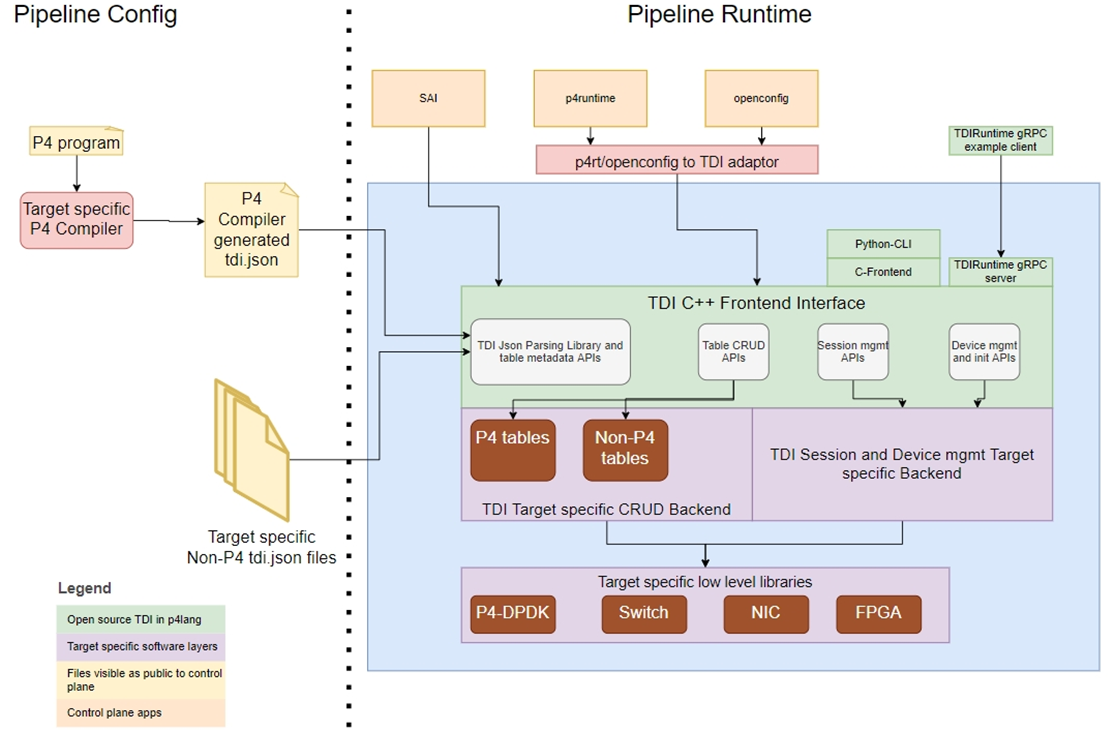 Pipeline Config
Pipeline Runtime
P4 program
Target specific
P4 Compiler
P4
Compiler
generated
tdi.json
Target specific
Non-P4 tdi.json files
SAI
p4runtime
openconfig
p4rt/openconfig to TDI adaptor
TDIRuntime gRPC
example client
Python-CLI
C-Frontend
TDIRuntime gRPC
server
TDI C++ Frontend Interface
TDI Json Parsing Library and
table metadata APIs
Table CRUD
APIs
Session mgmt
APIs
Device mgmt
and init APIs
P4 tables
Non-P4
tables
TDI Target specific CRUD Backend
TDI Session and Device mgmt Target
specific Backend
Target specific low level libraries
P4-DPDK
Switch
NIC
FPGA
Legend
Open source TDI in p4lang
Target specific software layers
Files visible as public to control
plane
Control plane apps